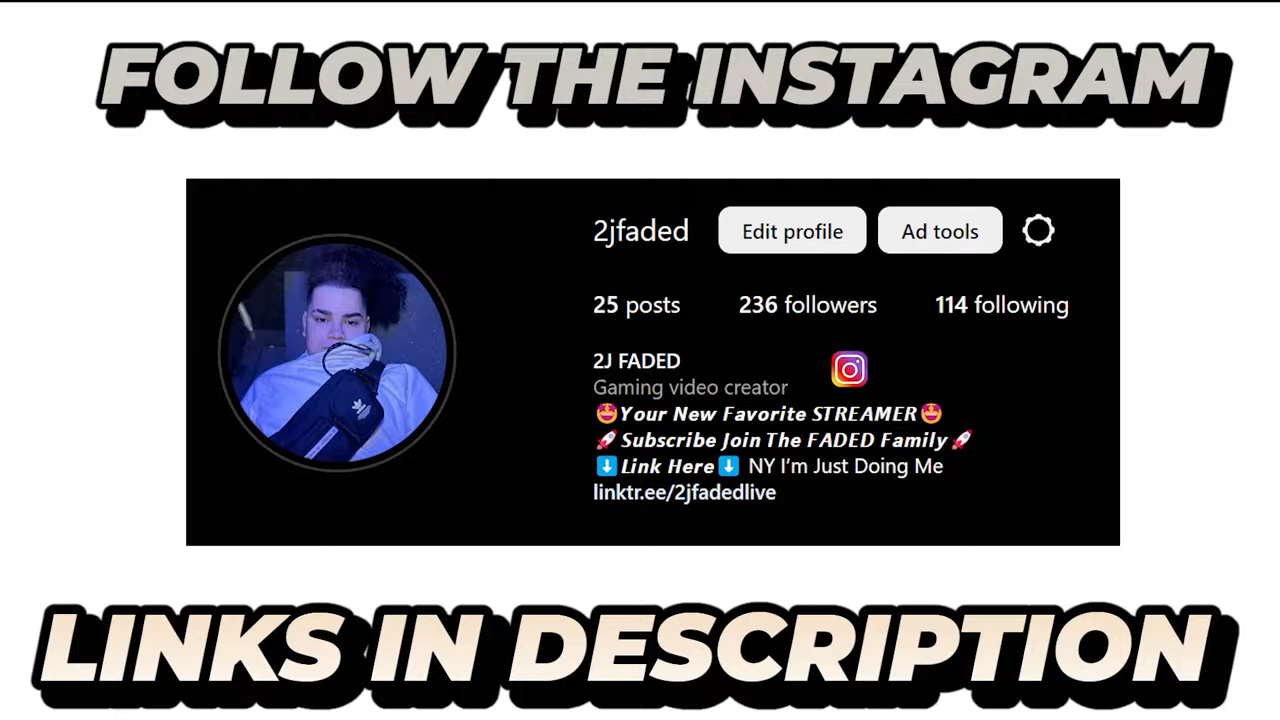 FOLLOW THE INSTAGRAM
2jfaded Edit profile Ad tools
25 posts 236 followers 114 following
2J FADED
Gaming video creator
🤩Your New Favorite STREAMER🤩
🚀Subscribe Join The FADED Family🚀
⬇️Link Here⬇️ NY I’m Just Doing Me
linktr.ee/2jfadedlive
LINKS IN DESCRIPTION